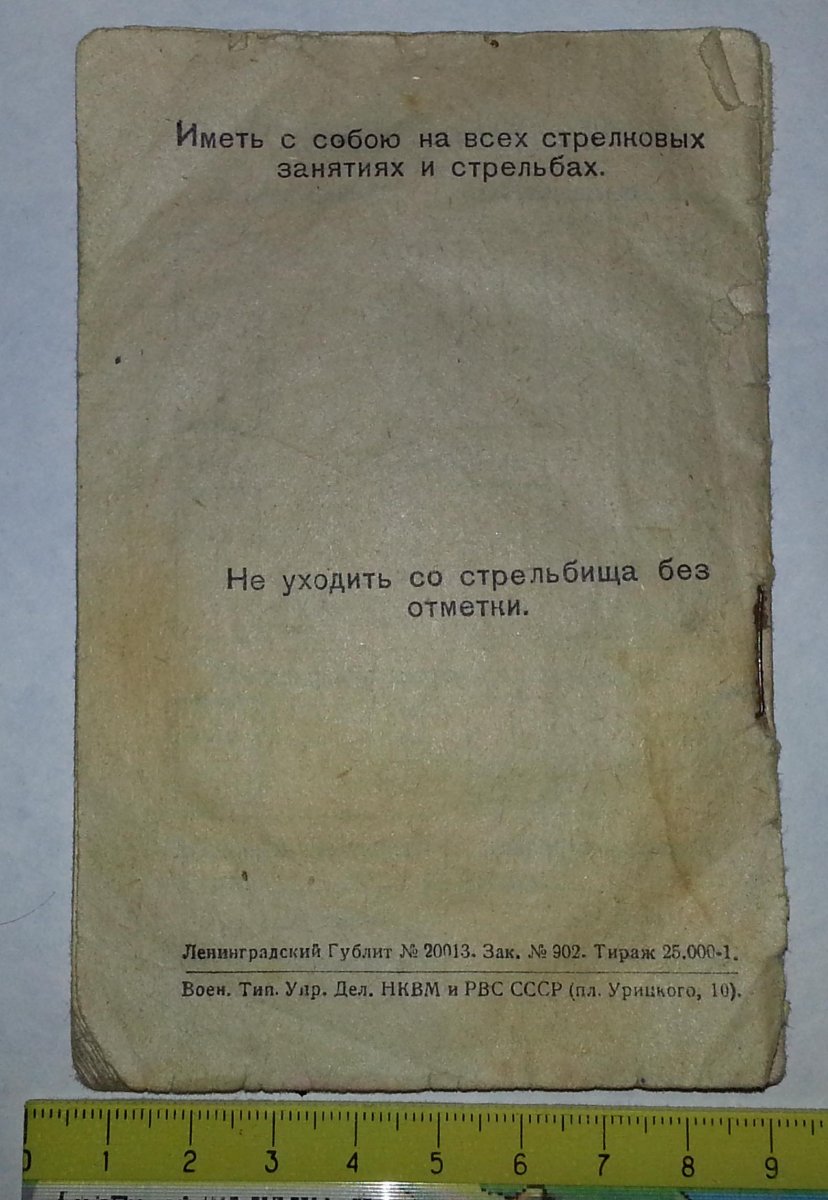 Иметь с собою на всех стрелковых
занятиях и стрельбах.
Не уходить со стрельбища без
отметки.
Ленинградский Гублит № 20013. Зак. № 902. Тираж 25.000-1.
Воен. Тип. Упр. Дел. НКВМ и РВС СССР (пл. Урицкого, 10).
0 1 2 3 4 5 6 7 8 9